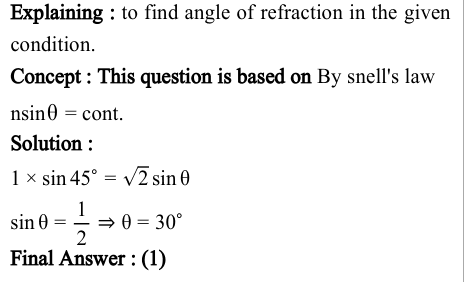 Explaining : to find angle of refraction in the given
condition.
Concept : This question is based on By snell's law
nsinθ = cont.
Solution :
1 × sin 45° = √2 sin θ
sin θ = 1/2 ⇒ θ = 30°
Final Answer : (1)